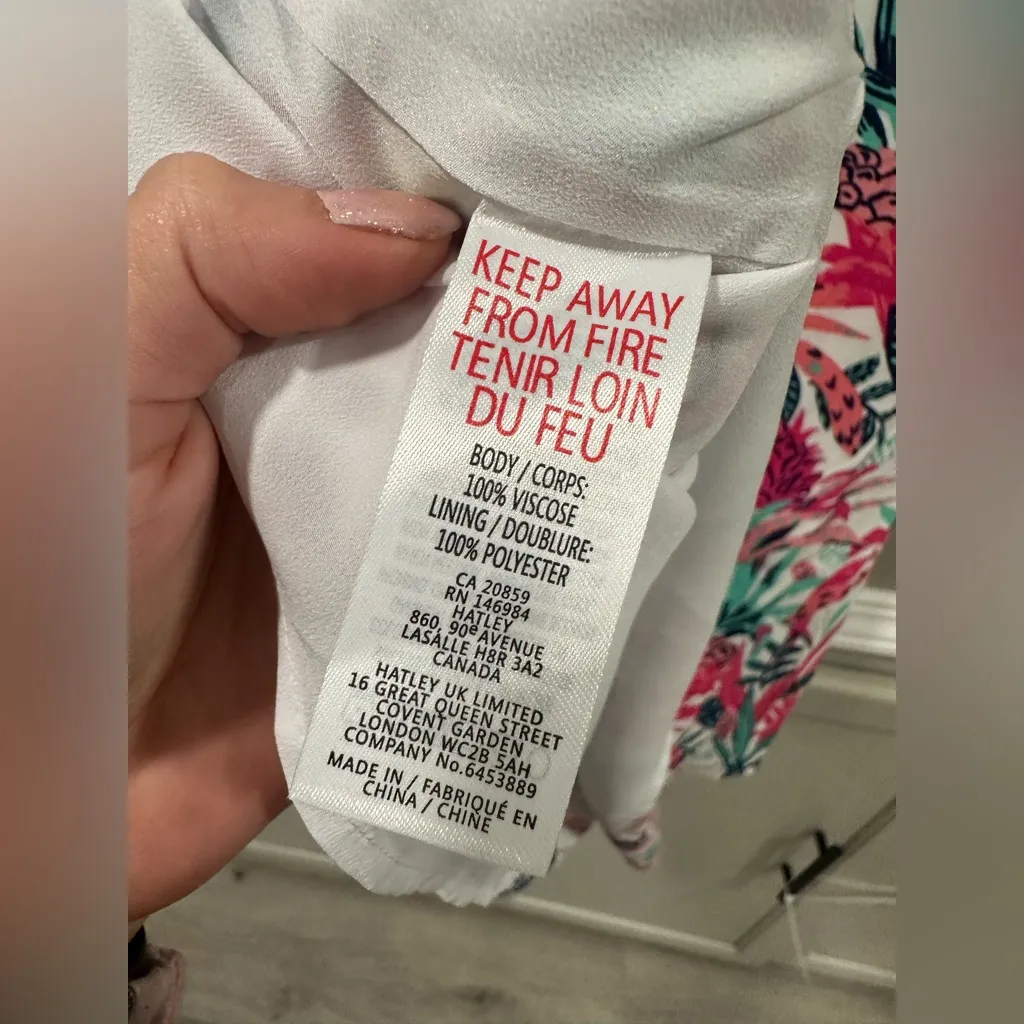 KEEP AWAY
FROM FIRE
TENIR LOIN
DU FEU
BODY / CORPS:
100% VISCOSE
LINING / DOUBLURE:
100% POLYESTER
CA 20859
RN 146984
HATLEY
860, 90e AVENUE
LASALLE H8R 3A2
CANADA
HATLEY UK LIMITED
16 GREAT QUEEN STREET
COVENT GARDEN
LONDON WC2B 5AH
COMPANY No.6453889
MADE IN / FABRIQUÉ EN
CHINA / CHINE